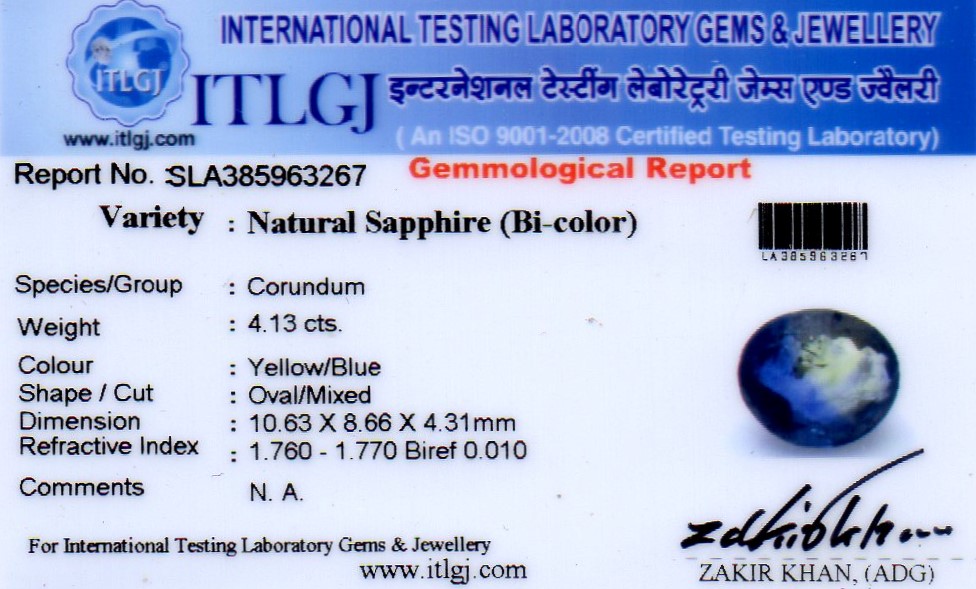 INTERNATIONAL TESTING LABORATORY GEMS & JEWELLERY
ITLGJ
ITLGJ
इन्टरनेशनल टेस्टींग लेबोरेट्री जेम्स एण्ड ज्वैलरी
www.itlgj.com
( An ISO 9001-2008 Certified Testing Laboratory)
Report No. :SLA385963267
Gemmological Report
Variety : Natural Sapphire (Bi-color)
LA385963267
Species/Group : Corundum
Weight : 4.13 cts.
Colour : Yellow/Blue
Shape / Cut : Oval/Mixed
Dimension : 10.63 X 8.66 X 4.31mm
Refractive Index : 1.760 - 1.770 Biref 0.010
Comments N. A.
For International Testing Laboratory Gems & Jewellery
www.itlgj.com
ZAKIR KHAN, (ADG)